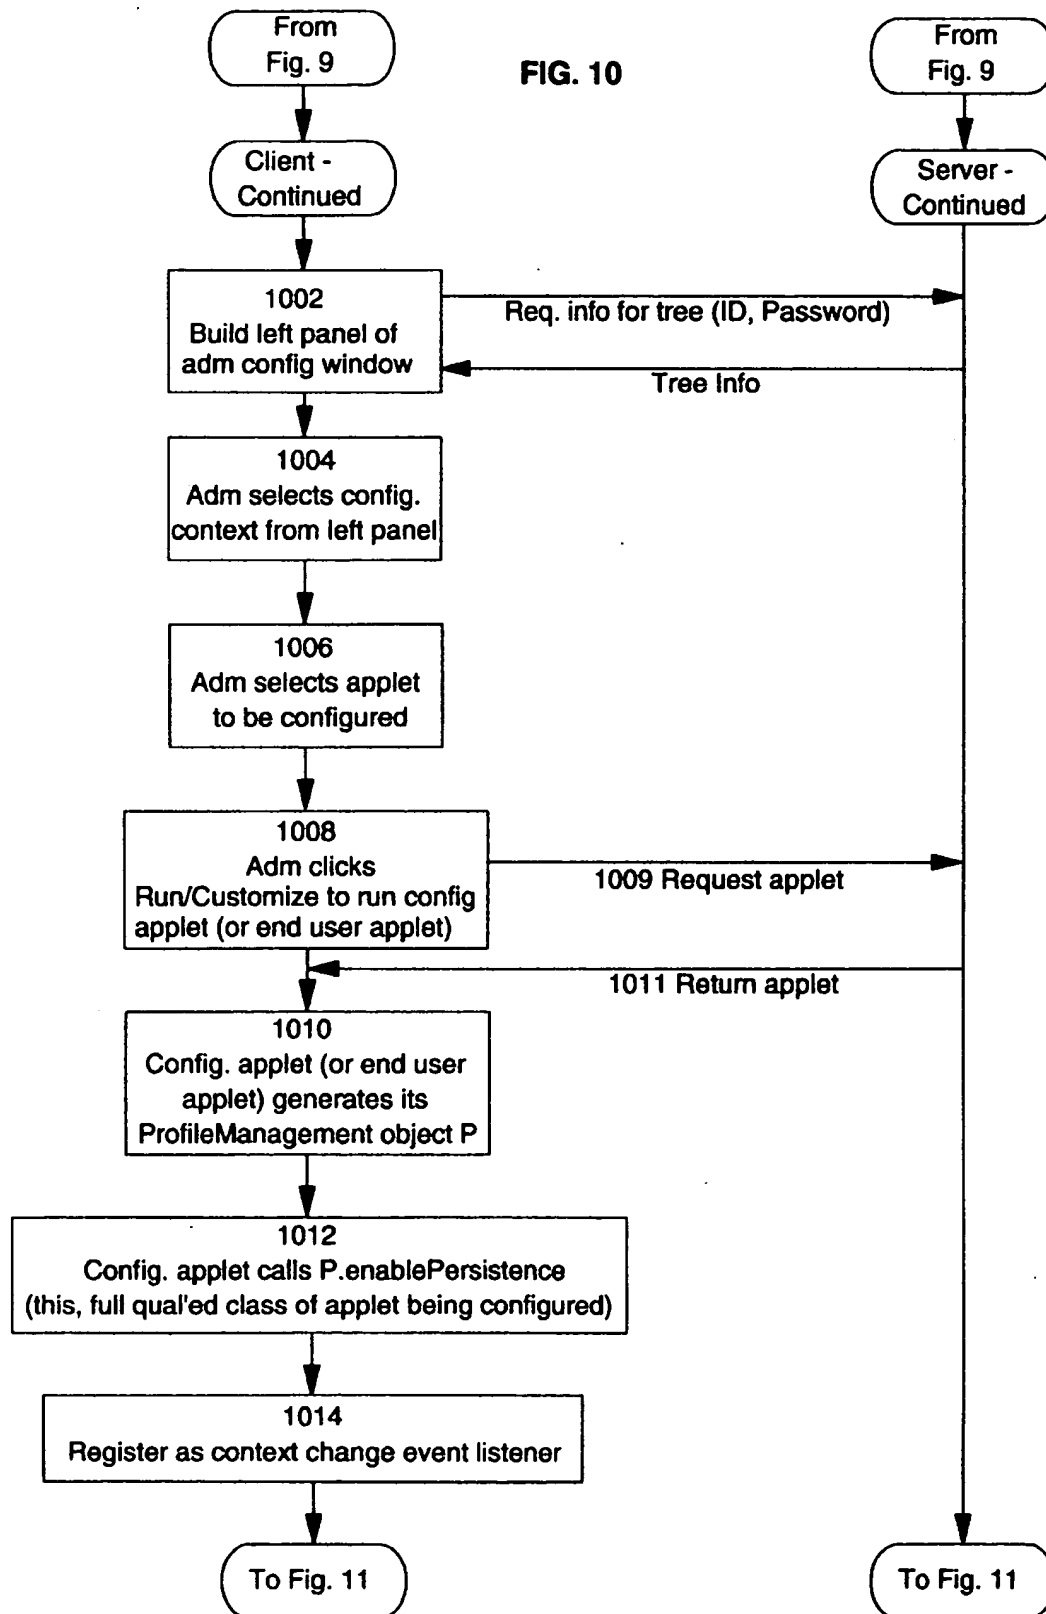 From
Fig. 9
FIG. 10
From
Fig. 9
Client -
Continued
Server -
Continued
1002
Build left panel of
adm config window
Req. info for tree (ID, Password)
Tree Info
1004
Adm selects config.
context from left panel
1006
Adm selects applet
to be configured
1008
Adm clicks
Run/Customize to run config
applet (or end user applet)
1009 Request applet
1011 Return applet
1010
Config. applet (or end user
applet) generates its
ProfileManagement object P
1012
Config. applet calls P.enablePersistence
(this, full qual'ed class of applet being configured)
1014
Register as context change event listener
To Fig. 11
To Fig. 11